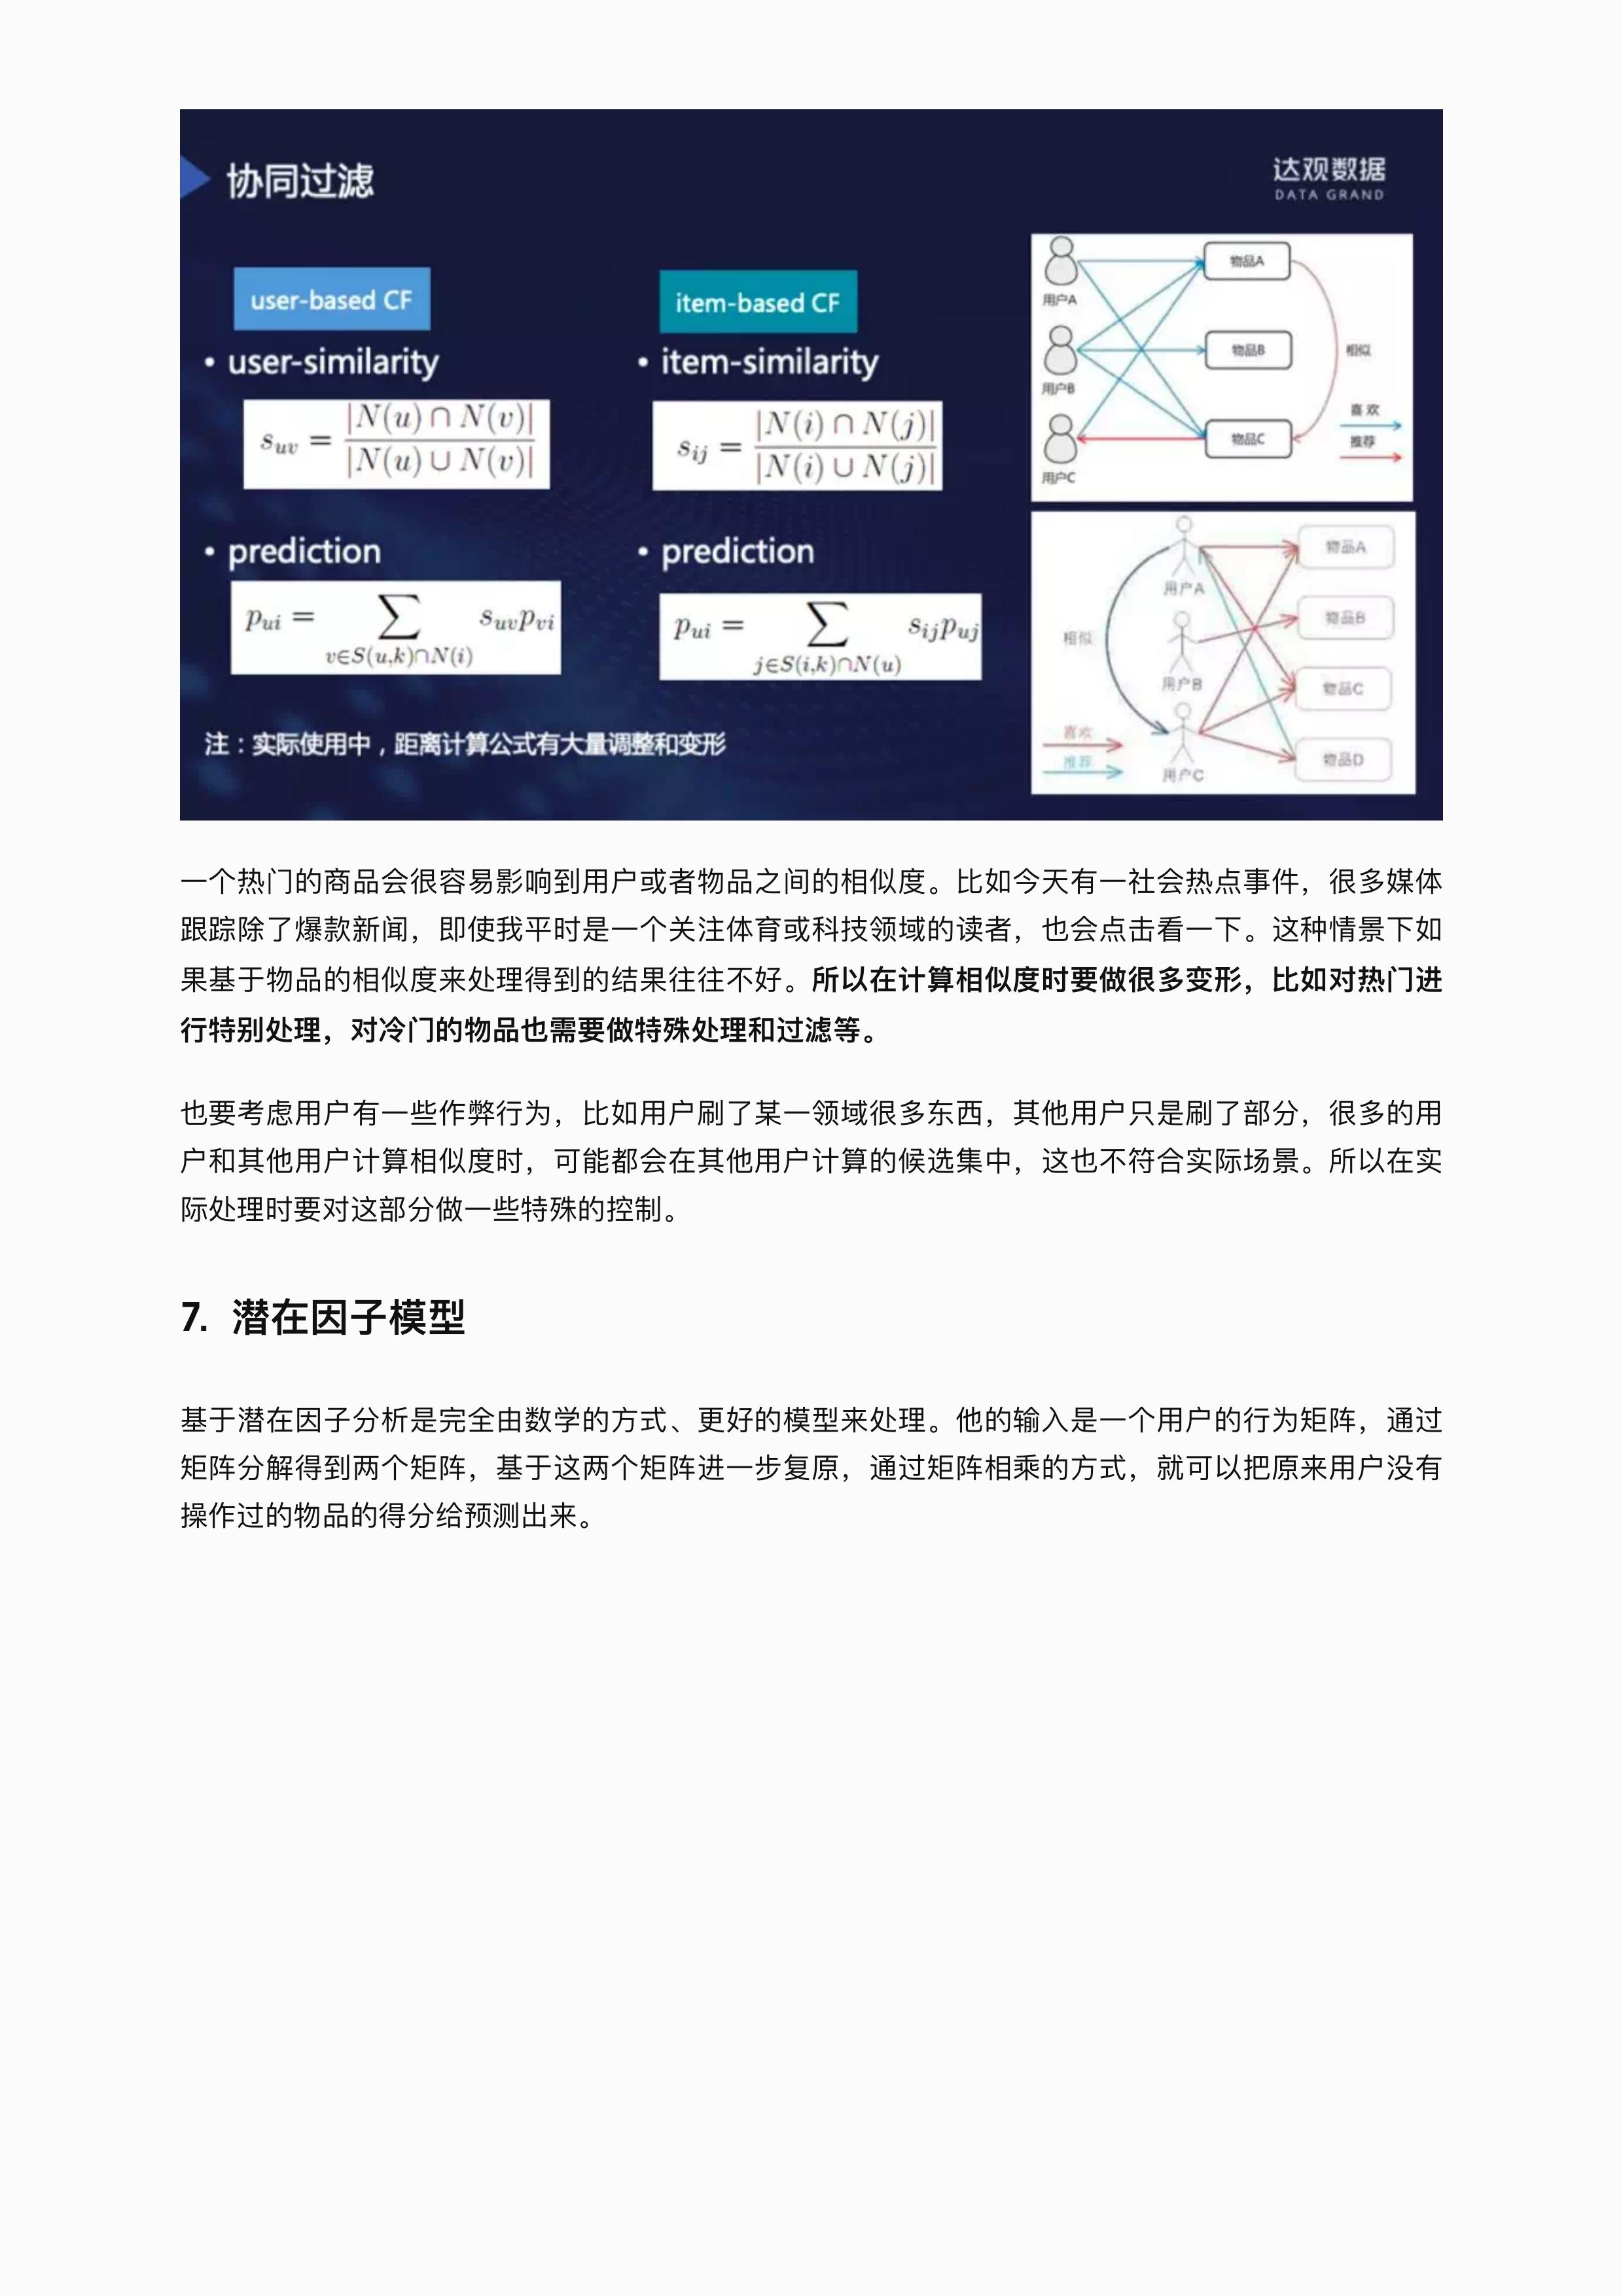 协同过滤
达观数据
DATA GRAND
user-based CF
• user-similarity
s_{uv} = |N(u) ∩ N(v)| / |N(u) ∪ N(v)|
• prediction
p_{ui} = ∑_{v∈S(u,k)∩N(i)} s_{uv}p_{vi}
item-based CF
• item-similarity
s_{ij} = |N(i) ∩ N(j)| / |N(i) ∪ N(j)|
• prediction
p_{ui} = ∑_{j∈S(i,k)∩N(u)} s_{ij}p_{uj}
注：实际使用中，距离计算公式有大量调整和变形
用户A
物品A
用户B
物品B
相似
喜欢
推荐
用户C
物品C
用户A
物品A
物品B
相似
用户B
物品C
喜欢
推荐
用户C
物品D
一个热门的商品会很容易影响到用户或者物品之间的相似度。比如今天有一社会热点事件，很多媒体
跟踪除了爆款新闻，即使我平时是一个关注体育或科技领域的读者，也会点击看一下。这种情景下如
果基于物品的相似度来处理得到的结果往往不好。所以在计算相似度时要做很多变形，比如对热门进
行特别处理，对冷门的物品也需要做特殊处理和过滤等。
也要考虑用户有一些作弊行为，比如用户刷了某一领域很多东西，其他用户只是刷了部分，很多的用
户和其他用户计算相似度时，可能都会在其他用户计算的候选集中，这也不符合实际场景。所以在实
际处理时要对这部分做一些特殊的控制。
7. 潜在因子模型
基于潜在因子分析是完全由数学的方式、更好的模型来处理。他的输入是一个用户的行为矩阵，通过
矩阵分解得到两个矩阵，基于这两个矩阵进一步复原，通过矩阵相乘的方式，就可以把原来用户没有
操作过的物品的得分给预测出来。